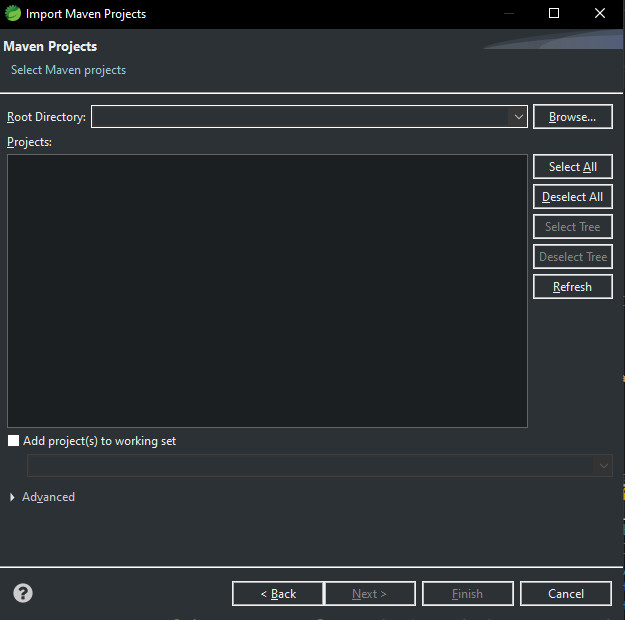 Import Maven Projects
Maven Projects
Select Maven projects
Root Directory:
Browse...
Projects:
Select All
Deselect All
Select Tree
Deselect Tree
Refresh
Add project(s) to working set
Advanced
?
< Back
Next >
Finish
Cancel